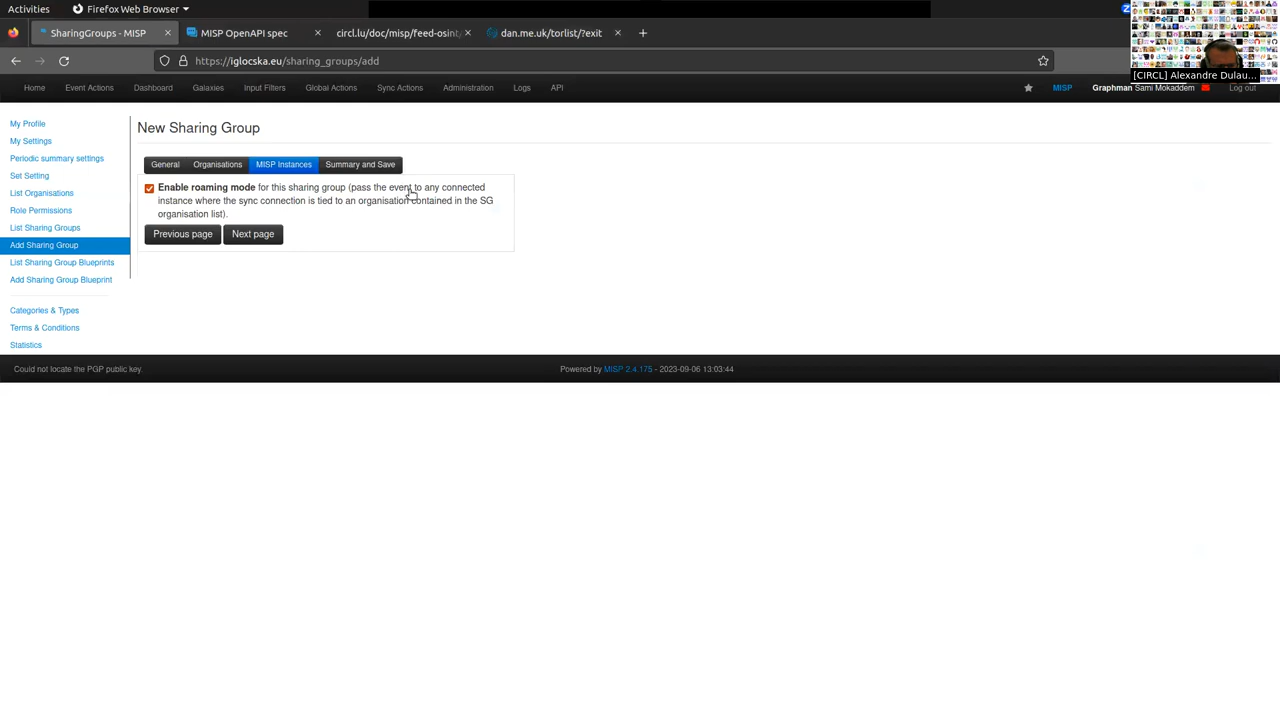 Activities
Firefox Web Browser
SharingGroups - MISP
MISP OpenAPI spec
circl.lu/doc/misp/feed-osint/
https://iglocska.eu/sharing_groups/add
[CIRCL] Alexandre Dulau...
Home
Event Actions
Dashboard
Galaxies
Input Filters
Global Actions
Sync Actions
Administration
Logs
API
MISP
Graphman Sami Mokaddem
Log out
My Profile
My Settings
Periodic summary settings
Set Setting
List Organisations
Role Permissions
List Sharing Groups
Add Sharing Group
List Sharing Group Blueprints
Add Sharing Group Blueprint
Categories & Types
Terms & Conditions
Statistics
New Sharing Group
General
Organisations
MISP Instances
Summary and Save
Enable roaming mode for this sharing group (pass the event to any connected
instance where the sync connection is tied to an organisation contained in the SG
organisation list).
Previous page
Next page
Could not locate the PGP public key.
Powered by MISP 2.4.175 - 2023-09-06 13:03:44